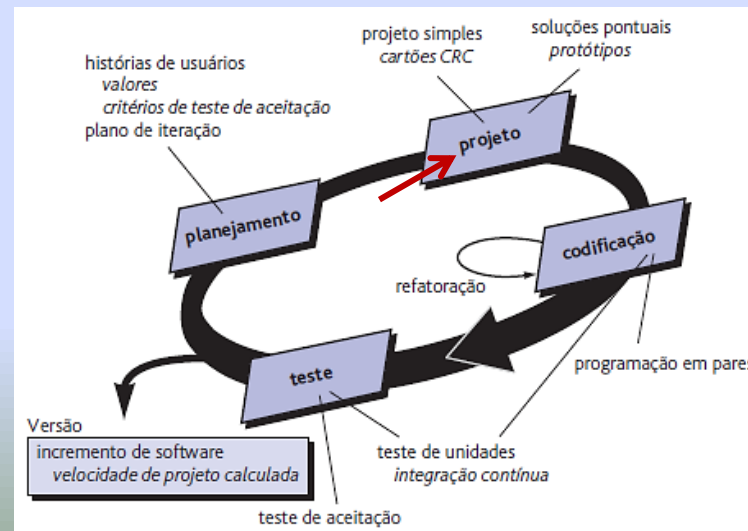 histórias de usuários
valores
critérios de teste de aceitação
plano de iteração
projeto simples
cartões CRC
soluções pontuais
protótipos
projeto
planejamento
codificação
refatoração
programação em pares
teste
Versão
incremento de software
velocidade de projeto calculada
teste de unidades
integração contínua
teste de aceitação